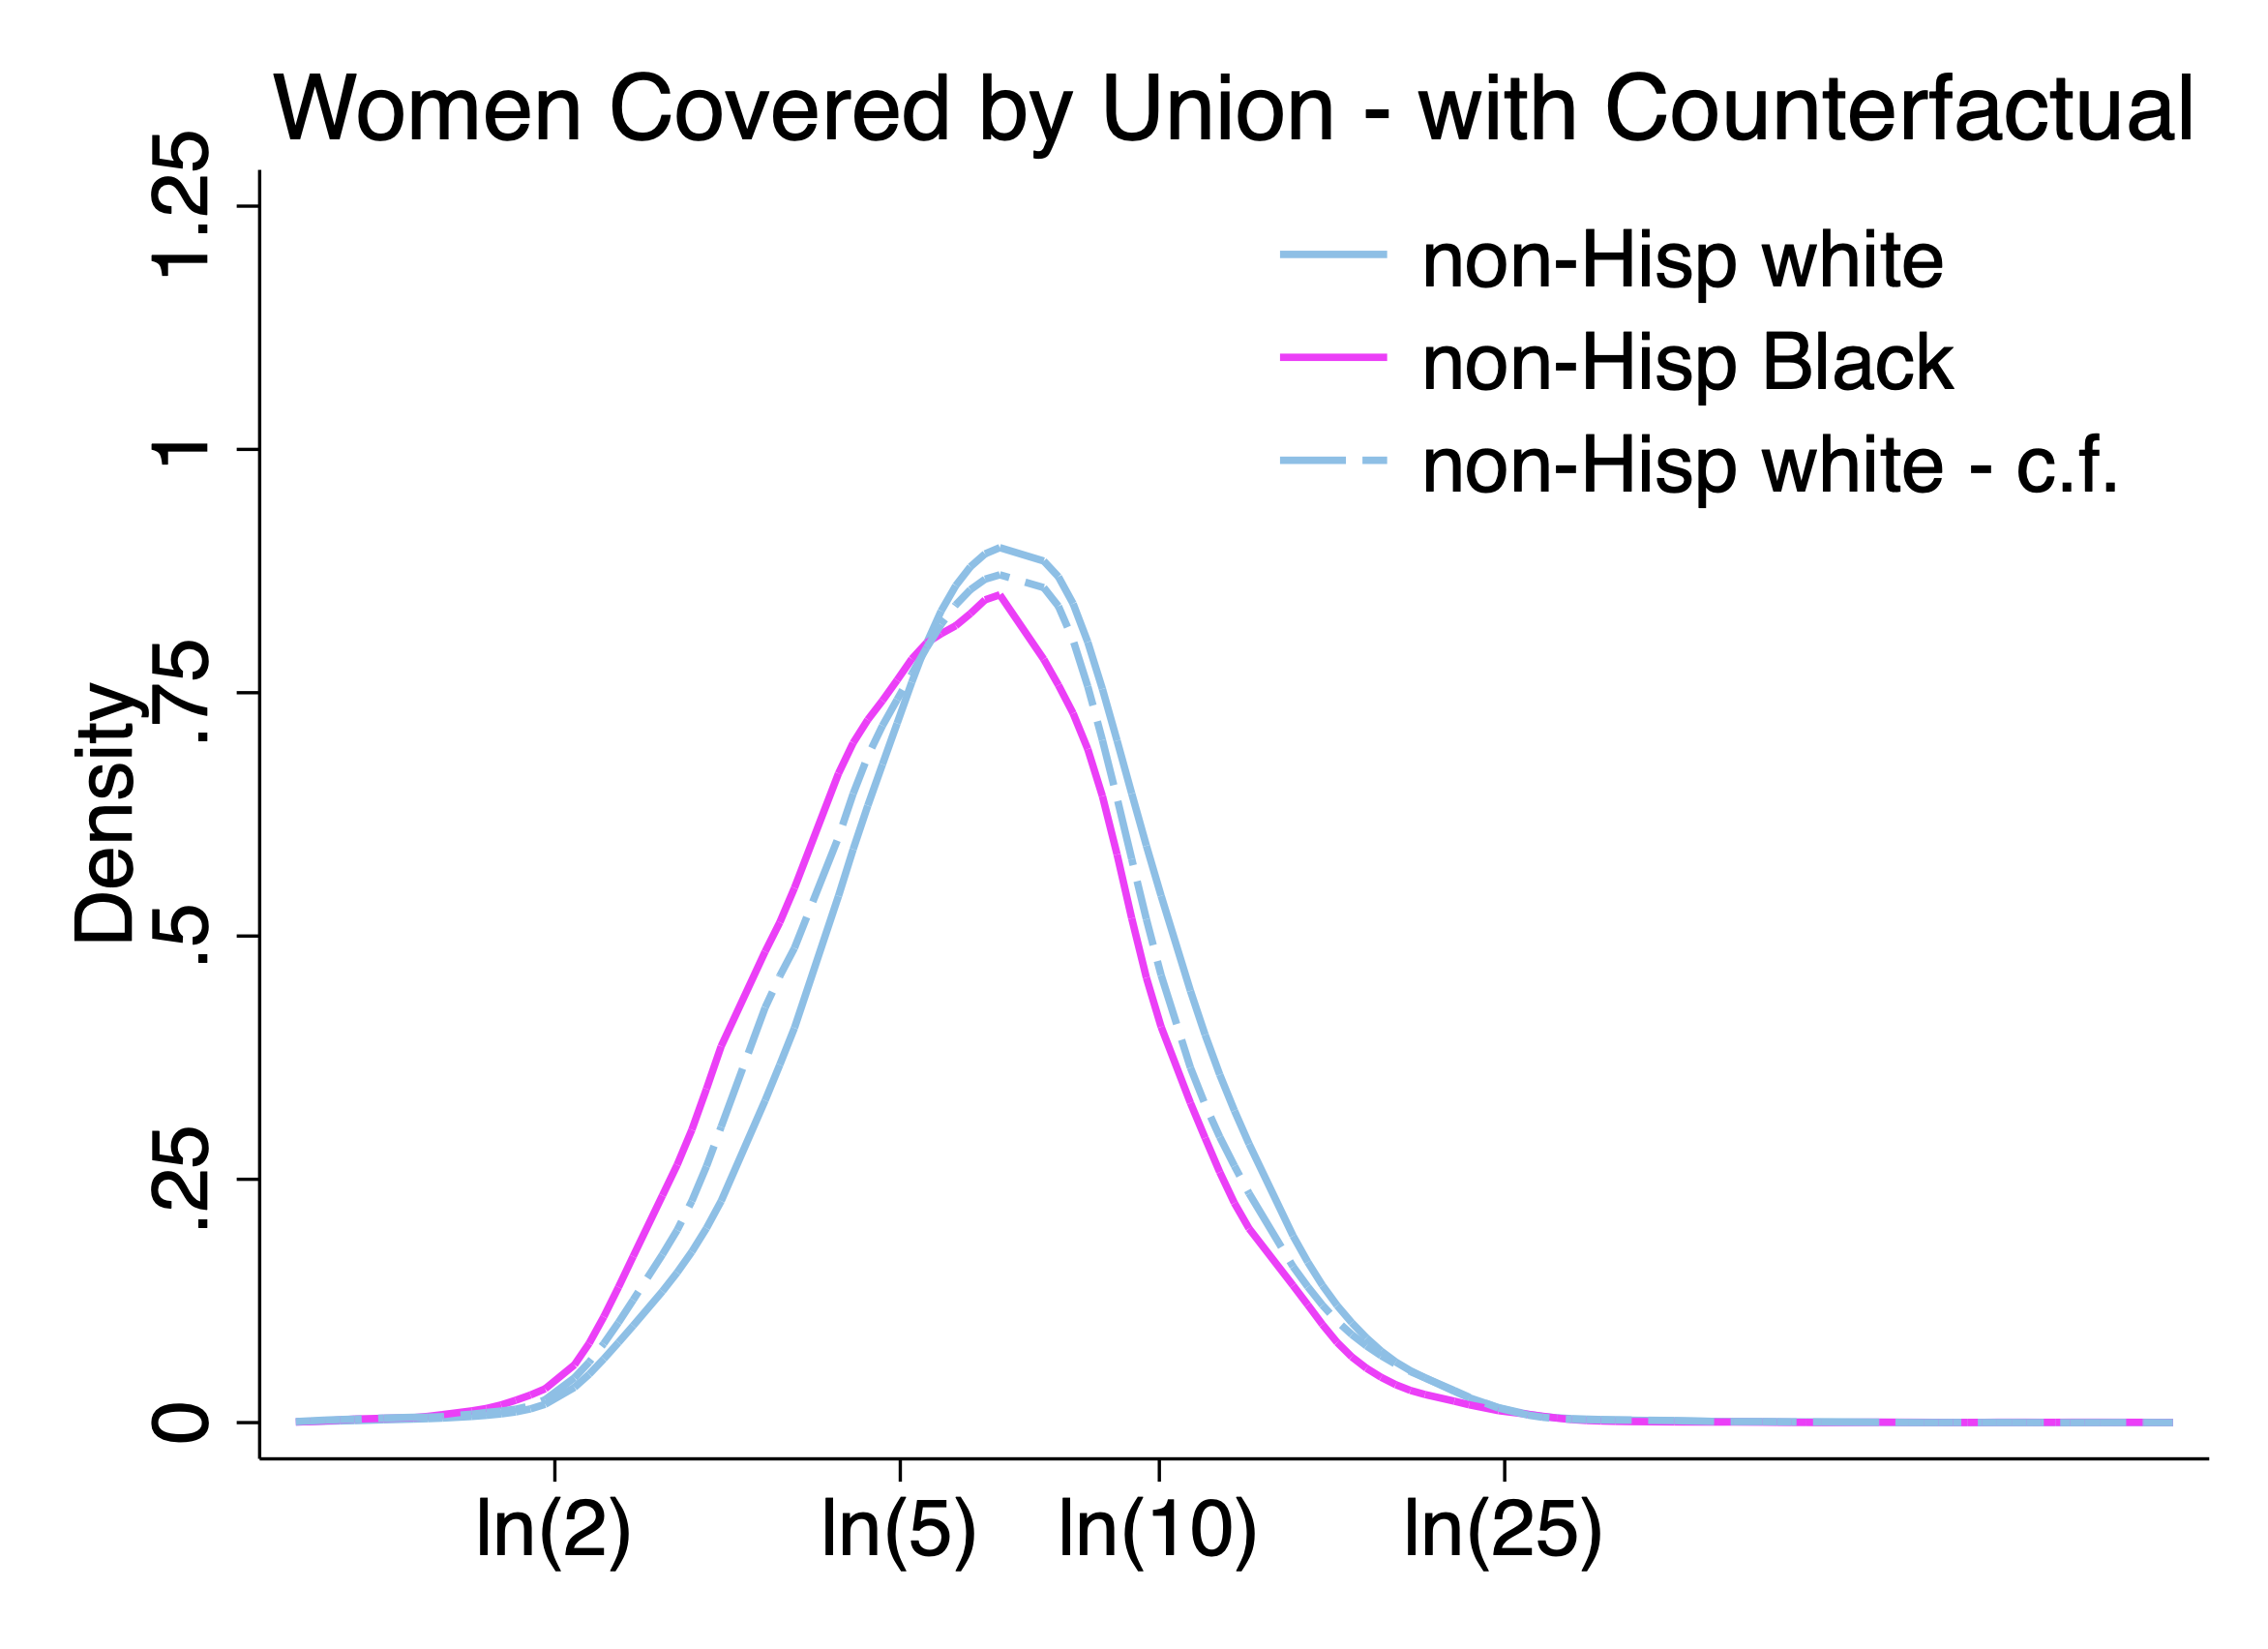 Women Covered by Union - with Counterfactual
non-Hisp white
non-Hisp Black
non-Hisp white - c.f.
Density
1.25
1
.75
.5
.25
0
ln(2)
ln(5)
ln(10)
ln(25)